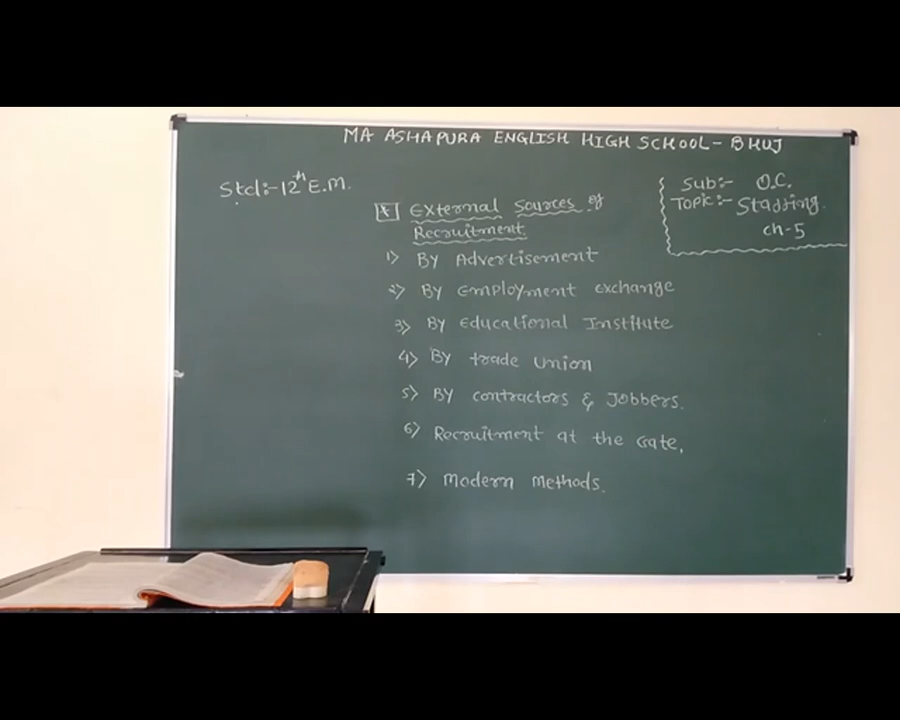 MA ASHAPURA ENGLISH HIGH SCHOOL - BHUJ
Std:- 12th E.M.
Sub:- O.C.
Topic:- Staffing.
ch-5
* External Sources of
Recruitment
1) By Advertisement
2) By Employment exchange
3) By Educational Institute
4) By trade union
5) By contractors & Jobbers.
6) Recruitment at the Gate.
7) Modern Methods.